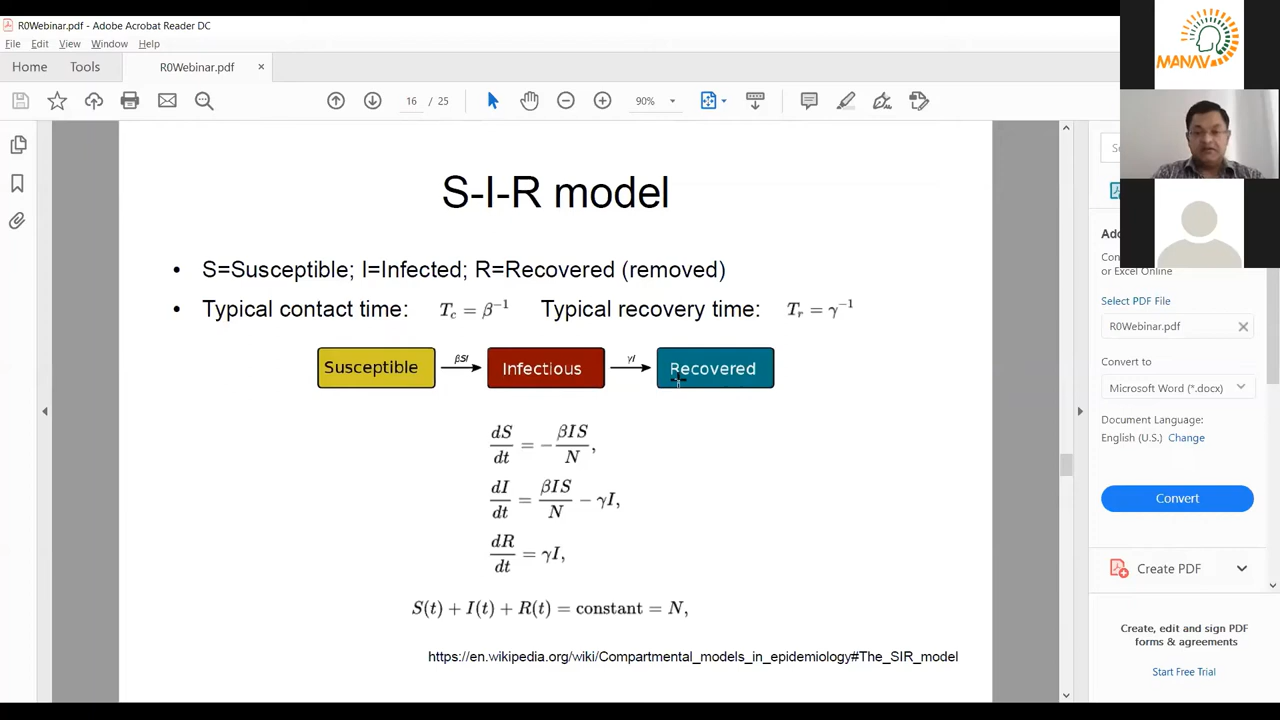 R0Webinar.pdf - Adobe Acrobat Reader DC
File Edit View Window Help
Home Tools R0Webinar.pdf ×
16 / 25 90%
MANAV
S-I-R model
• S=Susceptible; I=Infected; R=Recovered (removed)
• Typical contact time: T_c = β^{-1} Typical recovery time: T_r = γ^{-1}
Susceptible βSI Infectious γI Recovered
dS/dt = - βIS/N,
dI/dt = βIS/N - γI,
dR/dt = γI,
S(t) + I(t) + R(t) = constant = N,
https://en.wikipedia.org/wiki/Compartmental_models_in_epidemiology#The_SIR_model
or Excel Online
Select PDF File
R0Webinar.pdf
Convert to
Microsoft Word (*.docx)
Document Language:
English (U.S.) Change
Convert
Create PDF
Create, edit and sign PDF
forms & agreements
Start Free Trial